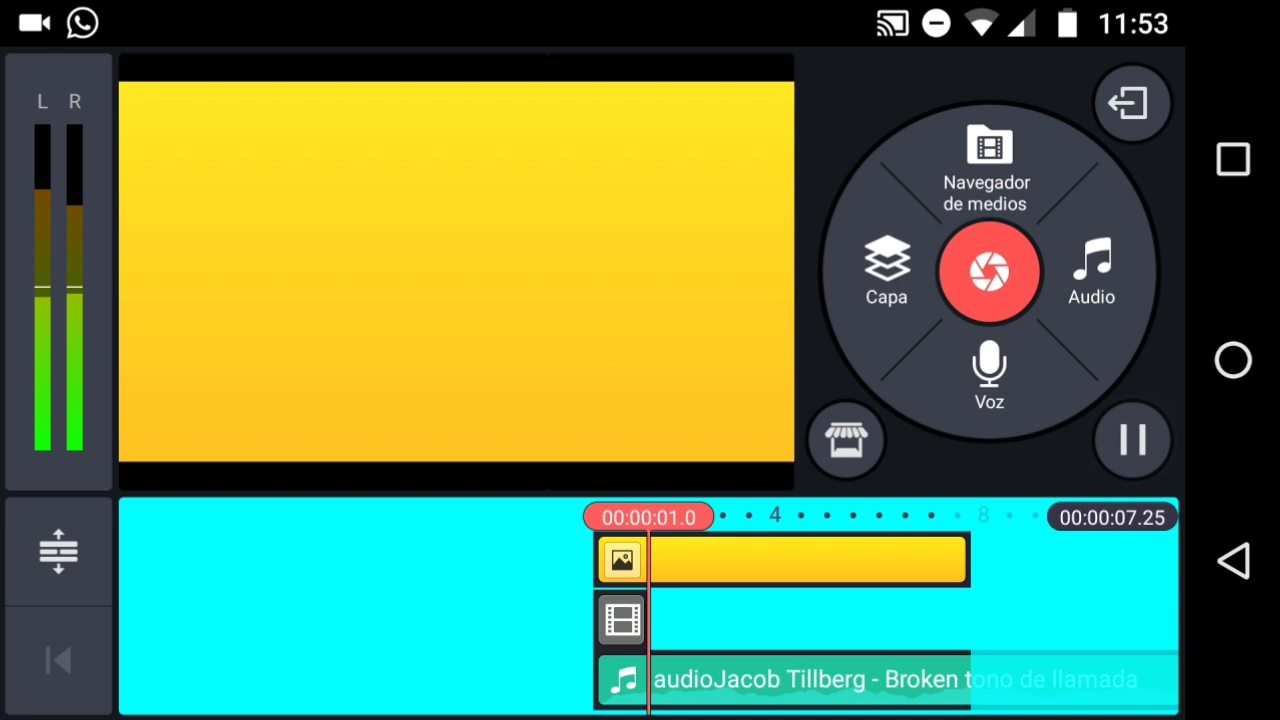 11:53
L R
Navegador
de medios
Capa
Audio
Voz
00:00:01.0
4
8
00:00:07.25
audioJacob Tillberg - Broken tono de llamada